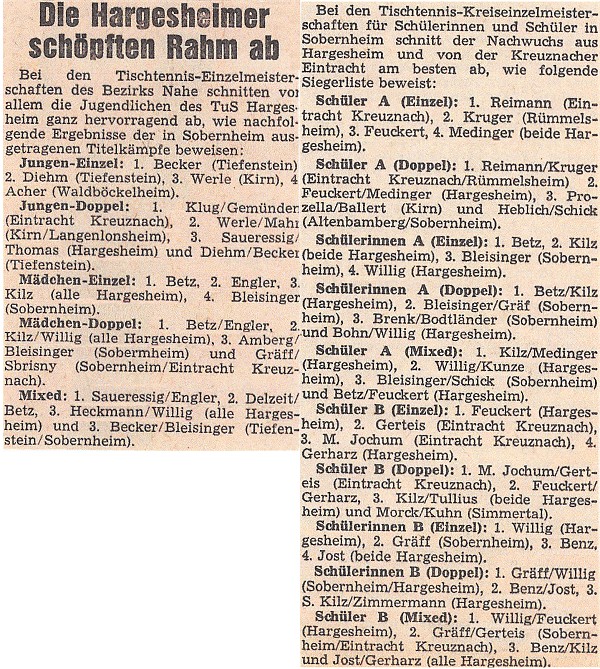 Die Hargesheimer
schöpften Rahm ab
Bei den Tischtennis-Einzelmeister-
schaften des Bezirks Nahe schnitten vor
allem die Jugendlichen des TuS Harges-
heim ganz hervorragend ab, wie nachfol-
gende Ergebnisse der in Sobernheim aus-
getragenen Titelkämpfe beweisen:
Jungen-Einzel: 1. Becker (Tiefenstein)
2. Diehm (Tiefenstein), 3. Werle (Kirn), 4
Acher (Waldböckelheim).
Jungen-Doppel: 1. Klug/Gemünder
(Eintracht Kreuznach), 2. Werle/Mahr
(Kirn/Langenlonsheim), 3. Saueressig/
Thomas (Hargesheim) und Diehm/Becker
(Tiefenstein).
Mädchen-Einzel: 1. Betz, 2. Engler, 3.
Kilz (alle Hargesheim), 4. Bleisinger
(Sobernheim).
Mädchen-Doppel: 1. Betz/Engler, 2.
Kilz/Willig (alle Hargesheim), 3. Amberg/
Bleisinger (Sobermheim) und Gräff/
Sbrisny (Sobernheim/Eintracht Kreuz-
nach).
Mixed: 1. Saueressig/Engler, 2. Delzeit/
Betz, 3. Heckmann/Willig (alle Harges-
heim) und 3. Becker/Bleisinger (Tiefen-
stein/Sobernheim).
Bei den Tischtennis-Kreiseinzelmeister-
schaften für Schülerinnen und Schüler in
Sobernheim schnitt der Nachwuchs aus
Hargesheim und von der Kreuznacher
Eintracht am besten ab, wie folgende
Siegerliste beweist:
Schüler A (Einzel): 1. Reimann (Ein-
tracht Kreuznach), 2. Kruger (Rümmels-
heim), 3. Feuckert, 4. Medinger (beide Har-
gesheim).
Schüler A (Doppel): 1. Reimann/Kruger
(Eintracht Kreuznach/Rümmelsheim) 2.
Feuckert/Medinger (Hargesheim), 3. Pro-
zella/Ballert (Kirn) und Heblich/Schick
(Altenbamberg/Sobernheim).
Schülerinnen A (Einzel): 1. Betz, 2. Kilz
(beide Hargesheim), 3. Bleisinger (Sobern-
heim), 4. Willig (Hargesheim).
Schülerinnen A (Doppel): 1. Betz/Kilz
(Hargesheim), 2. Bleisinger/Gräf (Sobern-
heim), 3. Brenk/Bodtländer (Sobernheim)
und Bohn/Willig (Hargesheim).
Schüler A (Mixed): 1. Kilz/Medinger
(Hargesheim), 2. Willig/Kunze (Harges-
heim), 3. Bleisinger/Schick (Sobernheim)
und Betz/Feuckert (Hargesheim).
Schüler B (Einzel): 1. Feuckert (Harges-
heim), 2. Gerteis (Eintracht Kreuznach),
3. M. Jochum (Eintracht Kreuznach), 4.
Gerharz (Hargesheim).
Schüler B (Doppel): 1. M. Jochum/Gert-
eis (Eintracht Kreuznach), 2. Feuckert/
Gerharz, 3. Kilz/Tullius (beide Harges-
heim) und Morck/Kuhn (Simmertal).
Schülerinnen B (Einzel): 1. Willig (Har-
gesheim), 2. Gräff (Sobernheim), 3. Benz,
4. Jost (beide Hargesheim).
Schülerinnen B (Doppel): 1. Gräff/Willig
(Sobernheim/Hargesheim), 2. Benz/Jost, 3.
S. Kilz/Zimmermann (Hargesheim).
Schüler B (Mixed): 1. Willig/Feuckert
(Hargesheim), 2. Gräff/Gerteis (Sobern-
heim/Eintracht Kreuznach), 3. Benz/Kilz
und Jost/Gerharz (alle Hargesheim).